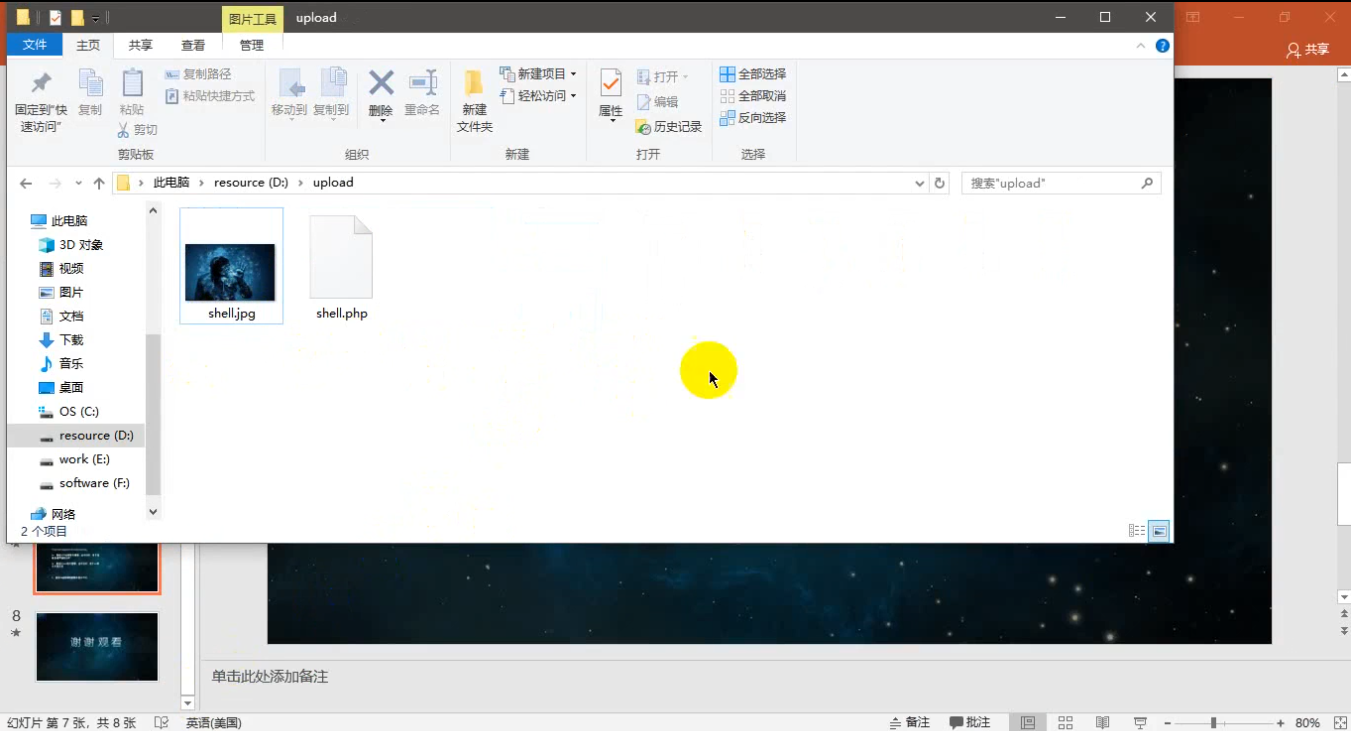 图片工具
upload
文件
主页
共享
查看
管理
共享
固定到"快
速访问"
复制
粘贴
复制路径
粘贴快捷方式
剪切
剪贴板
移动到
复制到
删除
重命名
组织
新建
文件夹
新建项目
轻松访问
新建
属性
打开
编辑
历史记录
打开
全部选择
全部取消
反向选择
选择
此电脑 › resource (D:) › upload
搜索"upload"
此电脑
3D 对象
视频
图片
文档
下载
音乐
桌面
OS (C:)
resource (D:)
work (E:)
software (F:)
网络
shell.jpg
shell.php
2 个项目
8
谢谢观看
单击此处添加备注
幻灯片 第 7 张，共 8 张
英语(美国)
备注
批注
80%